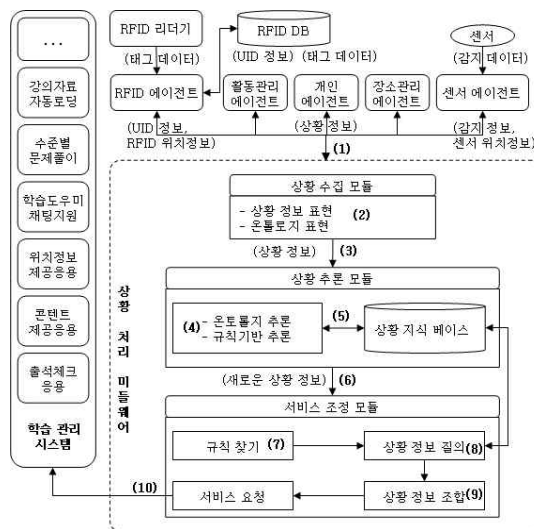 ...
강의자료
자동로딩
수준별
문제풀이
학습도우미
채팅지원
위치정보
제공응용
콘텐트
제공응용
출석체크
응용
학습 관리
시스템
RFID 리더기
RFID DB
센서
(태그 데이터)
(UID 정보) (태그 데이터)
(감지 데이터)
RFID 에이전트
활동관리
에이전트
개인
에이전트
장소관리
에이전트
센서 에이전트
(UID 정보,
RFID 위치정보)
(상황 정보)
(감지 정보,
센서 위치정보)
(1)
상황 처리 미들웨어
상황 수집 모듈
- 상황 정보 표현
- 온톨로지 표현
(2)
(상황 정보)
(3)
상황 추론 모듈
(4)
- 온토롤지 추론
- 규칙기반 추론
(5)
상황 지식 베이스
(새로운 상황 정보)
(6)
서비스 조정 모듈
규칙 찾기
(7)
상황 정보 질의
(8)
(10)
서비스 요청
상황 정보 조합
(9)